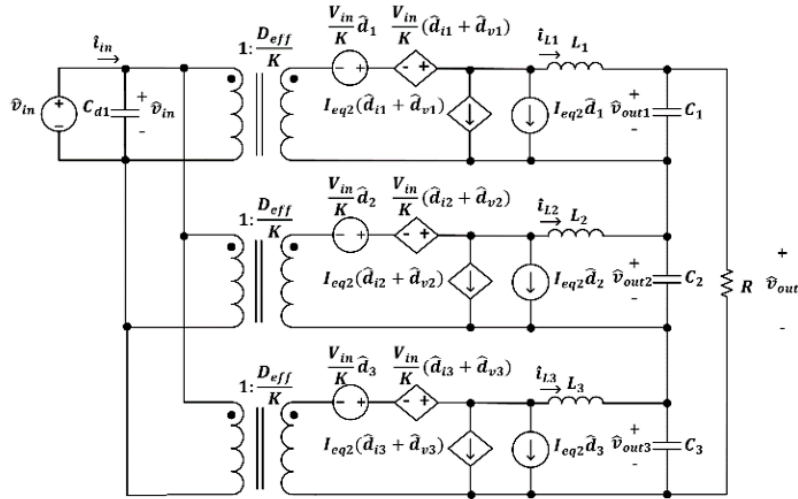 1: D_eff/K
V_in/K d̂_1
V_in/K (d̂_i1 + d̂_v1)
î_in
î_L1
L_1
v̂_in
C_d1
+
v̂_in
-
I_eq2(d̂_i1 + d̂_v1)
I_eq2 d̂_1
+
v̂_out1
-
C_1
1: D_eff/K
V_in/K d̂_2
V_in/K (d̂_i2 + d̂_v2)
î_L2
L_2
I_eq2(d̂_i2 + d̂_v2)
I_eq2 d̂_2
+
v̂_out2
-
C_2
R
+
v̂_out
-
1: D_eff/K
V_in/K d̂_3
V_in/K (d̂_i3 + d̂_v3)
î_L3
L_3
I_eq2(d̂_i3 + d̂_v3)
I_eq2 d̂_3
+
v̂_out3
-
C_3